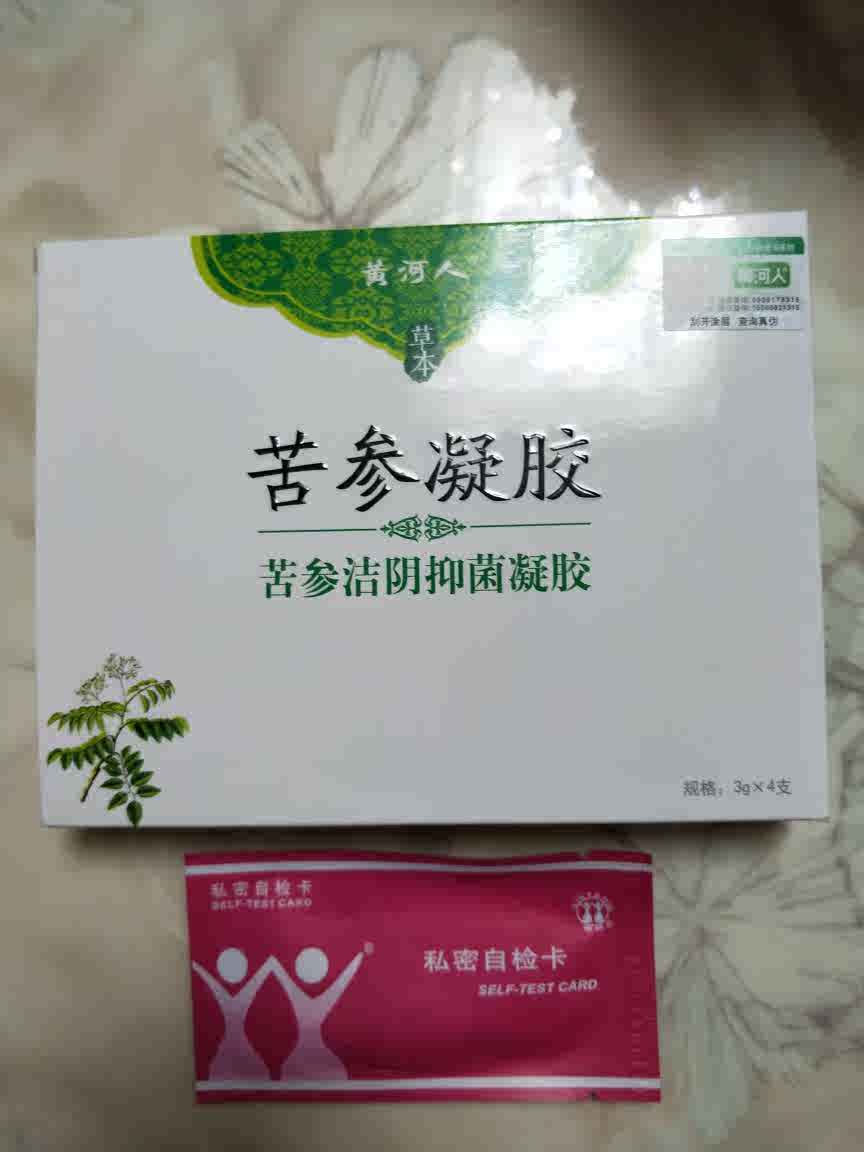 黄河人
草本
黄河人
刮开涂层 查询真伪
苦参凝胶
苦参洁阴抑菌凝胶
规格：3g×4支
私密自检卡
SELF-TEST CARD
私密自检卡
SELF-TEST CARD